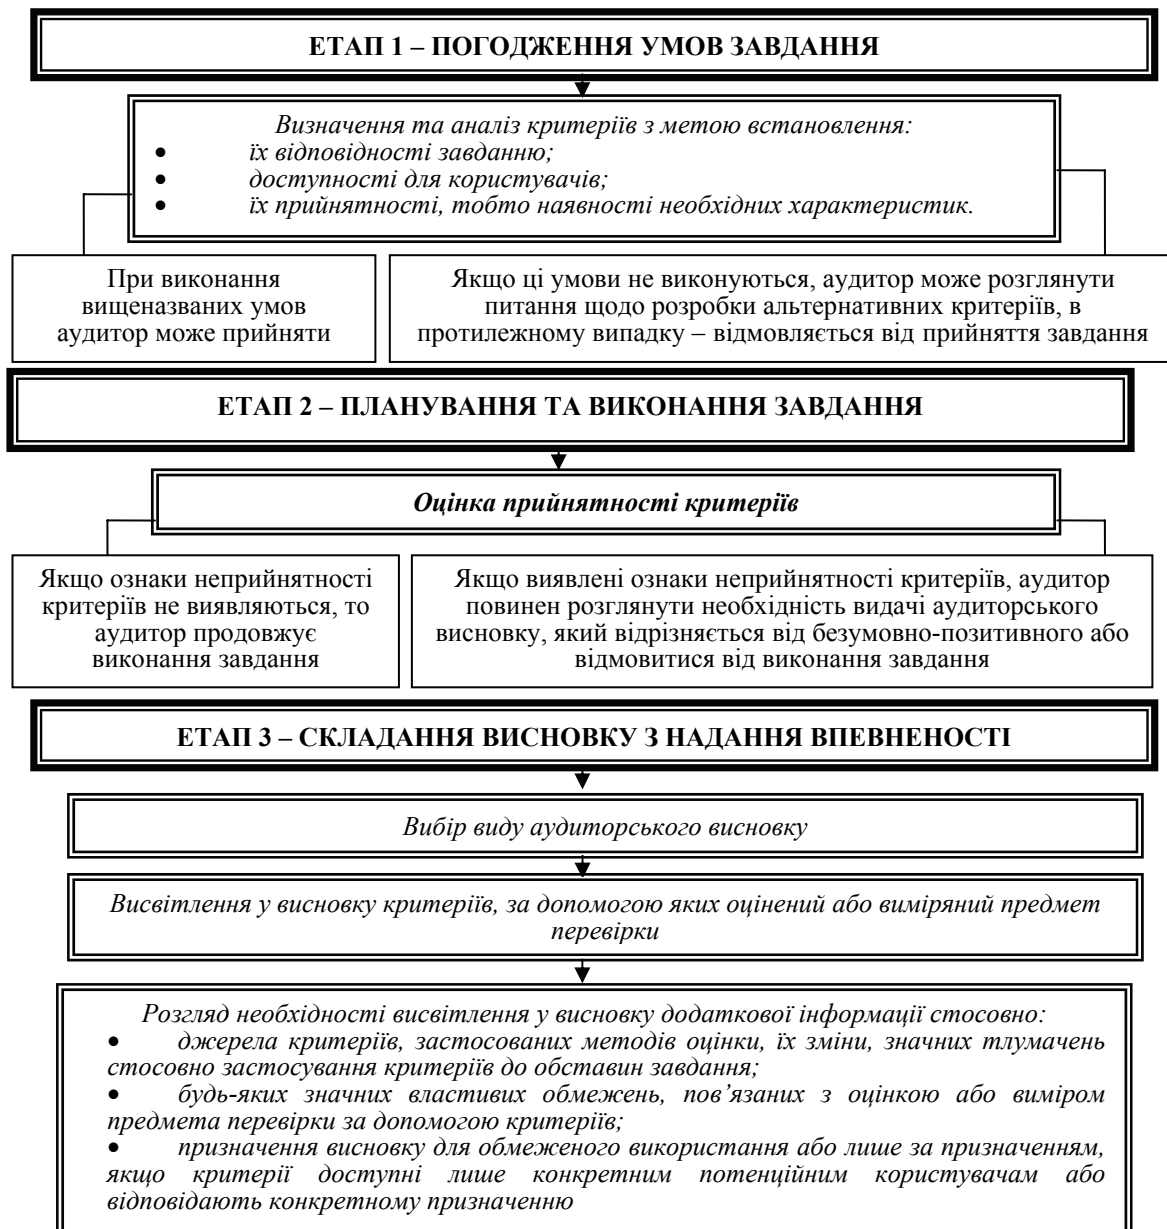 ЕТАП 1 – ПОГОДЖЕННЯ УМОВ ЗАВДАННЯ
Визначення та аналіз критеріїв з метою встановлення:
• їх відповідності завданню;
• доступності для користувачів;
• їх прийнятності, тобто наявності необхідних характеристик.
При виконання
вищеназваних умов
аудитор може прийняти
Якщо ці умови не виконуються, аудитор може розглянути
питання щодо розробки альтернативних критеріїв, в
протилежному випадку – відмовляється від прийняття завдання
ЕТАП 2 – ПЛАНУВАННЯ ТА ВИКОНАННЯ ЗАВДАННЯ
Оцінка прийнятності критеріїв
Якщо ознаки неприйнятності
критеріїв не виявляються, то
аудитор продовжує
виконання завдання
Якщо виявлені ознаки неприйнятності критеріїв, аудитор
повинен розглянути необхідність видачі аудиторського
висновку, який відрізняється від безумовно-позитивного або
відмовитися від виконання завдання
ЕТАП 3 – СКЛАДАННЯ ВИСНОВКУ З НАДАННЯ ВПЕВНЕНОСТІ
Вибір виду аудиторського висновку
Висвітлення у висновку критеріїв, за допомогою яких оцінений або виміряний предмет
перевірки
Розгляд необхідності висвітлення у висновку додаткової інформації стосовно:
• джерела критеріїв, застосованих методів оцінки, їх зміни, значних тлумачень
стосовно застосування критеріїв до обставин завдання;
• будь-яких значних властивих обмежень, пов’язаних з оцінкою або виміром
предмета перевірки за допомогою критеріїв;
• призначення висновку для обмеженого використання або лише за призначенням,
якщо критерії доступні лише конкретним потенційним користувачам або
відповідають конкретному призначенню